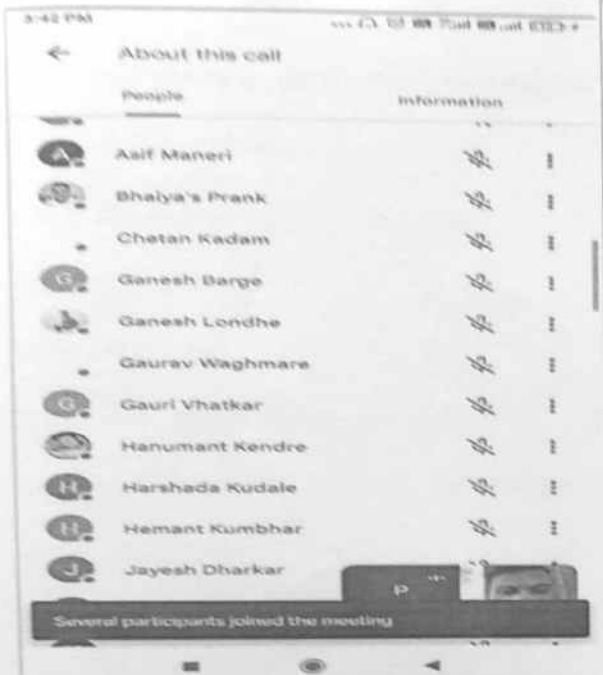 3:42 PM
About this call
People
Information
A Asif Maneri
Bhaiya's Prank
Chetan Kadam
G Ganesh Barge
Ganesh Londhe
Gaurav Waghmare
G Gauri Vhatkar
Hanumant Kendre
H Harshada Kudale
H Hemant Kumbhar
J Jayesh Dharkar
P
Several participants joined the meeting